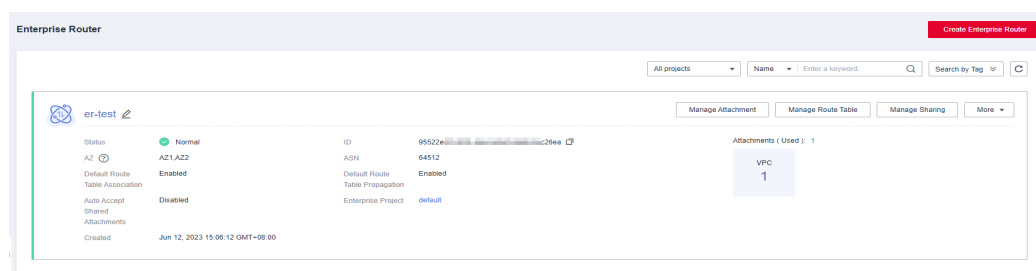 Enterprise Router
Create Enterprise Router
All projects
Name
Enter a keyword.
Search by Tag
er-test
Manage Attachment
Manage Route Table
Manage Sharing
More
Status
Normal
ID
95522e
26ea
Attachments ( Used ): 1
AZ
AZ1,AZ2
ASN
64512
VPC
1
Default Route
Table Association
Enabled
Default Route
Table Propagation
Enabled
Auto Accept
Shared
Attachments
Disabled
Enterprise Project
default
Created
Jun 12, 2023 15:06:12 GMT+08:00